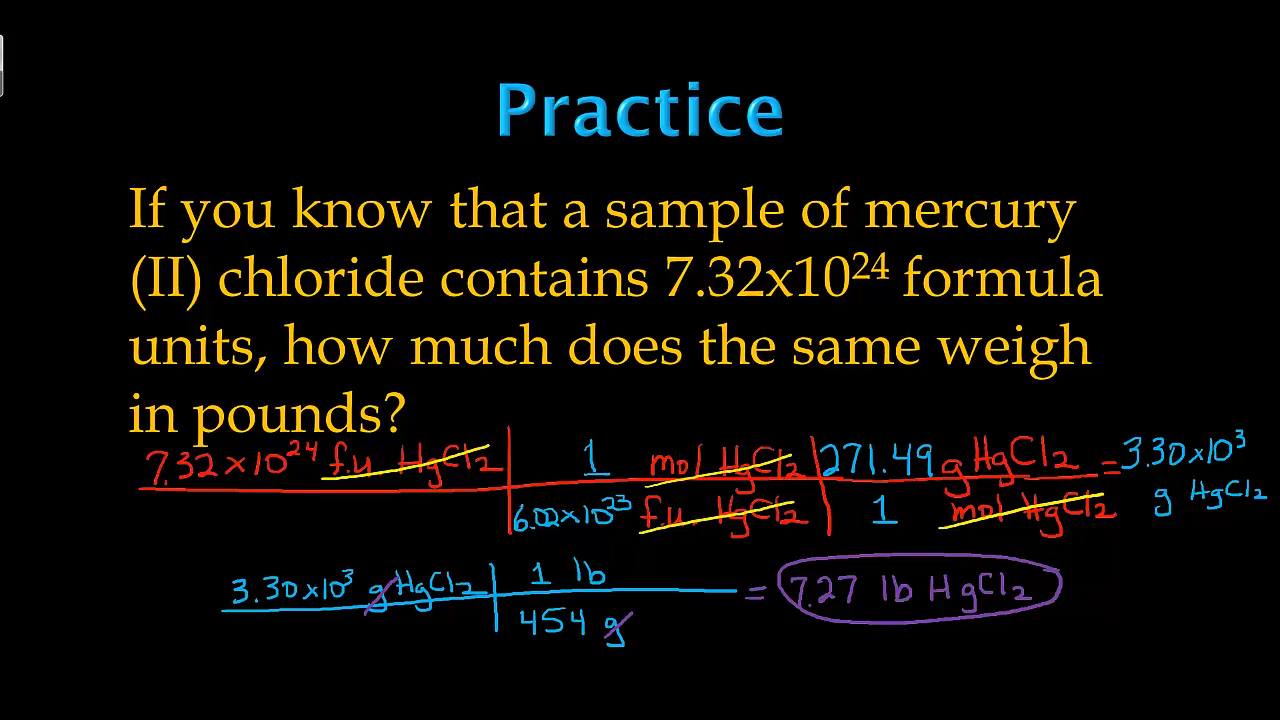 Practice
If you know that a sample of mercury
(II) chloride contains 7.32x10²⁴ formula
units, how much does the same weigh
in pounds?
7.32 × 10²⁴ f.u. HgCl₂ | 1 mol HgCl₂ | 271.49 g HgCl₂ = 3.30 × 10³
6.02 × 10²³ f.u. HgCl₂ | 1 mol HgCl₂ g HgCl₂
3.30 × 10³ g HgCl₂ | 1 lb
= 7.27 lb HgCl₂
454 g